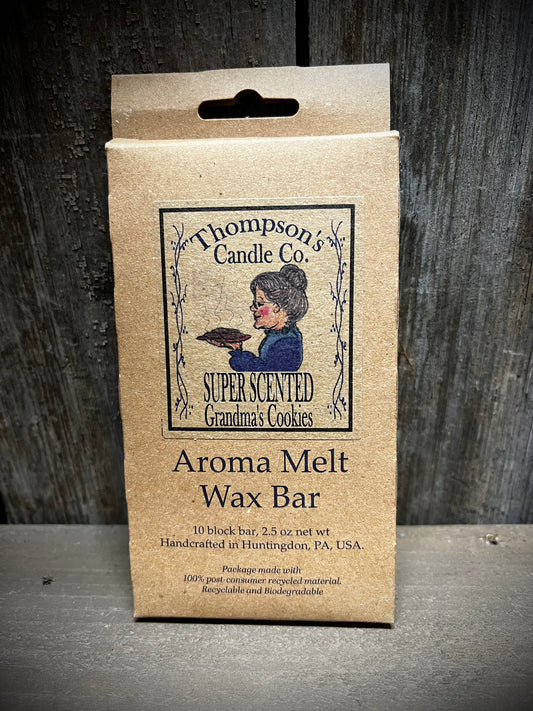 Thompson's
Candle Co.
SUPER SCENTED
Grandma's Cookies
Aroma Melt
Wax Bar
10 block bar, 2.5 oz net wt
Handcrafted in Huntingdon, PA, USA.
Package made with
100% post-consumer recycled material.
Recyclable and Biodegradable